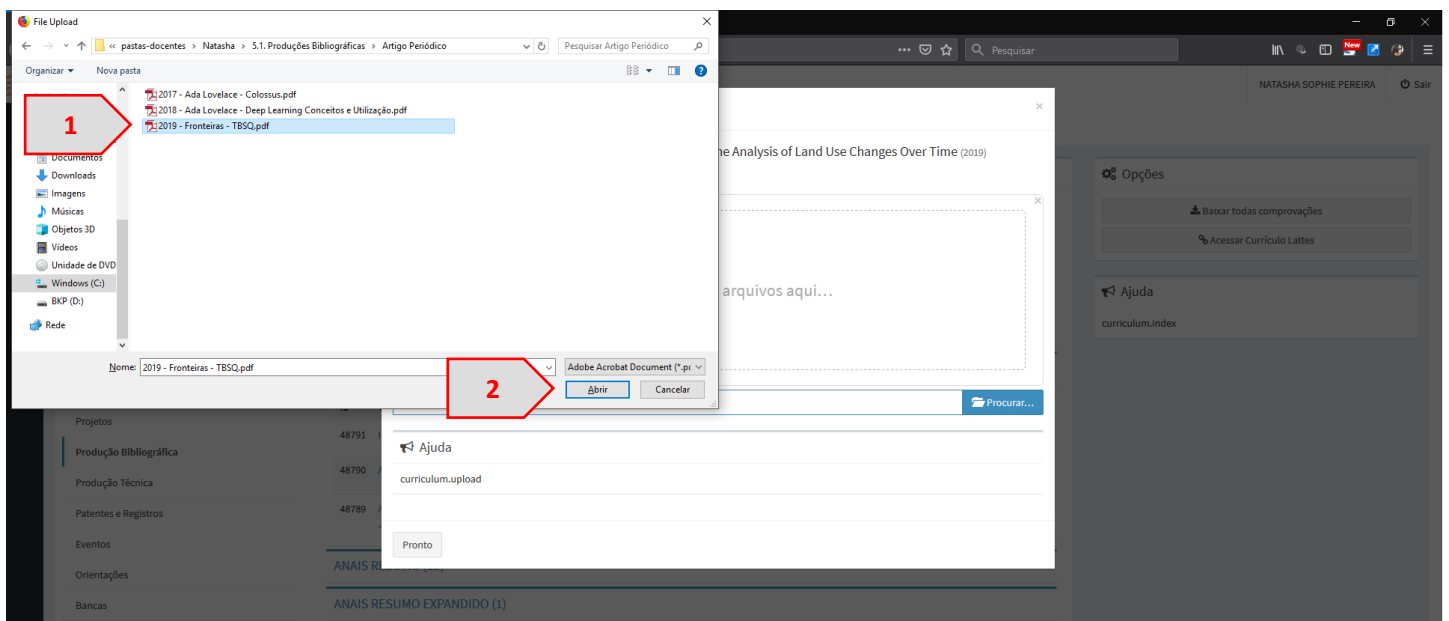 File Upload
« pastas-docentes › Natasha › 5.1. Produções Bibliográficas › Artigo Periódico
Pesquisar Artigo Periódico
Pesquisar
New
Organizar
Nova pasta
NATASHA SOPHIE PEREIRA
Sair
2017 - Ada Lovelace - Colossus.pdf
2018 - Ada Lovelace - Deep Learning Conceitos e Utilização.pdf
2019 - Fronteiras - TBSQ.pdf
1
Documentos
Downloads
Imagens
Músicas
Objetos 3D
Vídeos
Unidade de DVD
Windows (C:)
BKP (D:)
Rede
Nome: 2019 - Fronteiras - TBSQ.pdf
Adobe Acrobat Document (*.pd
2
Abrir
Cancelar
Analysis of Land Use Changes Over Time (2019)
arquivos aqui...
Procurar...
Ajuda
curriculum.upload
Pronto
Opções
Baixar todas comprovações
Acessar Currículo Lattes
Ajuda
curriculum.index
Projetos
Produção Bibliográfica
Produção Técnica
Patentes e Registros
Eventos
Orientações
Bancas
48791
48790
48789
ANAIS
ANAIS RESUMO EXPANDIDO (1)